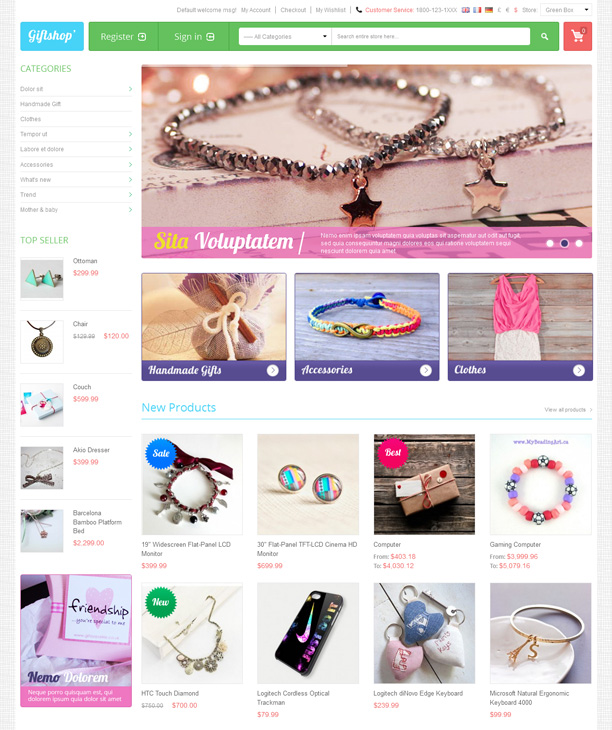 Default welcome msg! My Account Checkout My Wishlist Customer Service: 1800-123-1XXX £ € $ Store: Green Box
Giftshop
Register Sign in ---- All Categories Search entire store here... 0
CATEGORIES
Dolor sit
Handmade Gift
Clothes
Tempor ut
Labore et dolore
Accessories
What's new
Trend
Mother & baby
Sita Voluptatem /
Nemo enim ipsam voluptatem quia voluptas sit aspernatur aut odit aut fugit,
sed quia consequuntur magni dolores eos qui ratione voluptatem sequi
nesciunt dolorem quia amet
TOP SELLER
Ottoman
$299.99
Chair
$129.99 $120.00
Couch
$599.99
Akio Dresser
$399.99
Barcelona
Bamboo Platform
Bed
$2,299.00
friendship
...you're special to me
Nemo Dolorem
Neque porro quisquam est, qui
dolorem ipsum quia dolor sit amet
Handmade Gifts
Accessories
Clothes
New Products
View all products
Sale
Best
www.MyBeadingArt.ca
19" Widescreen Flat-Panel LCD
Monitor
$399.99
30" Flat-Panel TFT-LCD Cinema HD
Monitor
$699.99
Computer
From: $403.18
To: $4,030.12
Gaming Computer
From: $3,999.96
To: $5,079.16
New
HTC Touch Diamond
$750.00 $700.00
Logitech Cordless Optical
Trackman
$79.99
Logitech diNovo Edge Keyboard
$239.99
Microsoft Natural Ergonomic
Keyboard 4000
$99.99